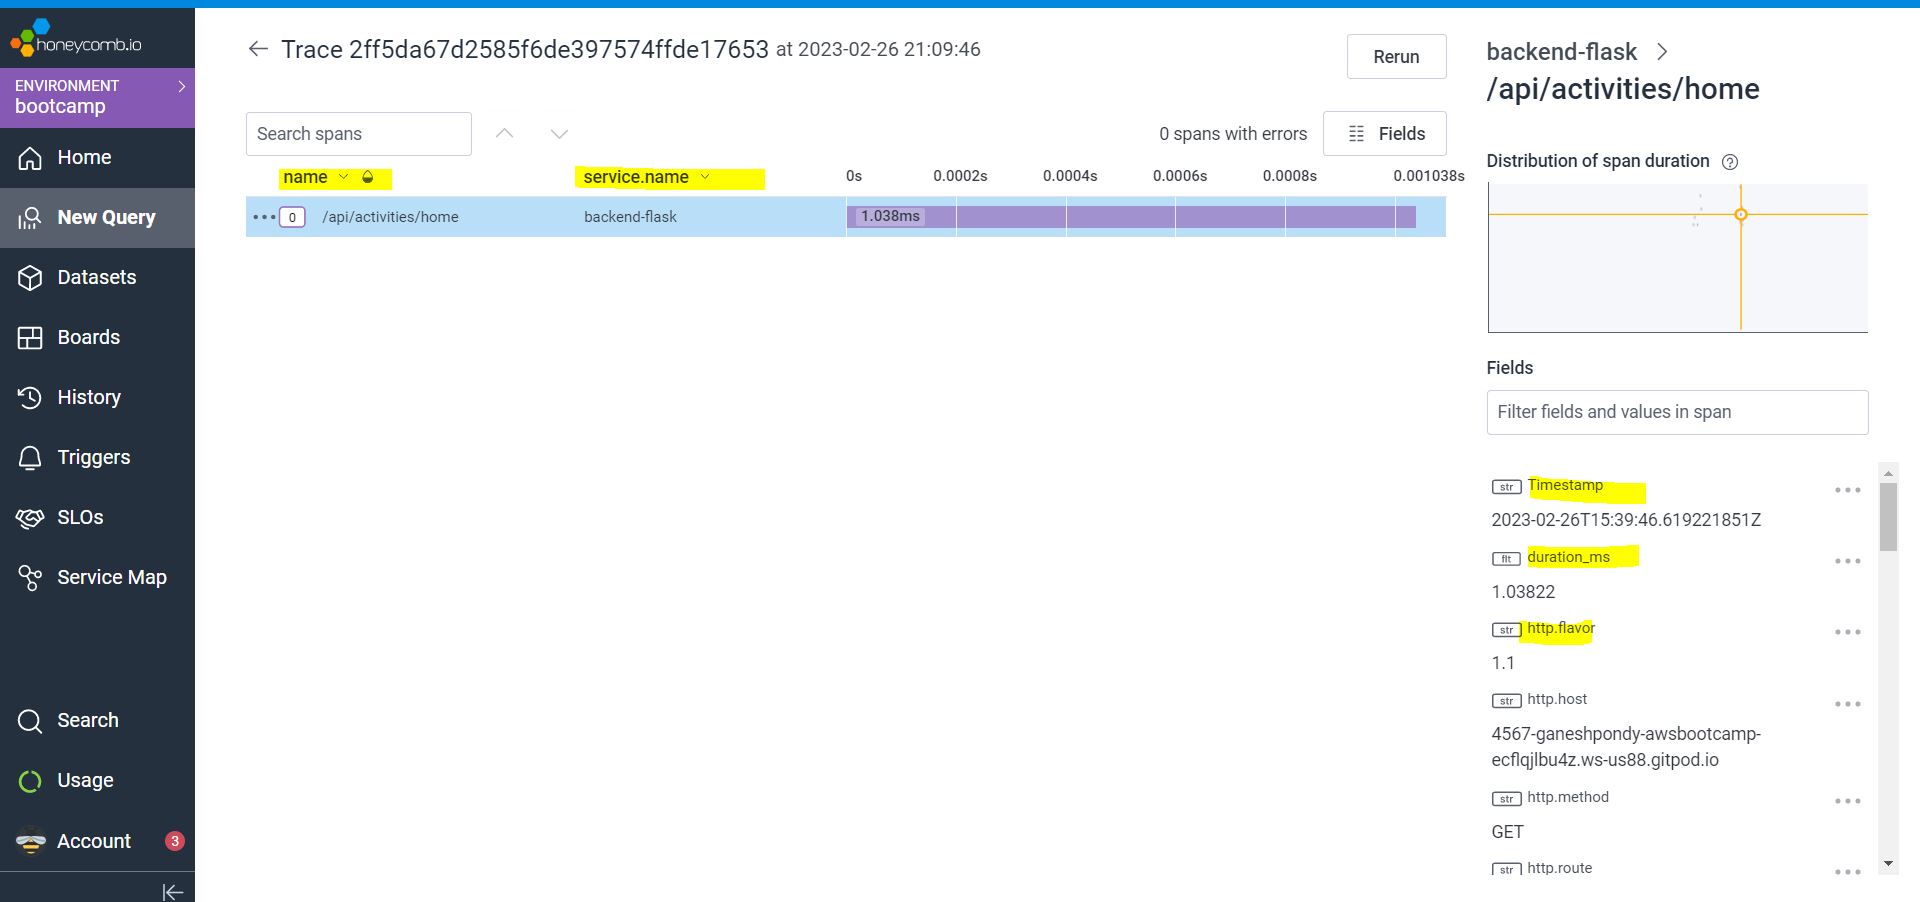 honeycomb.io
ENVIRONMENT
bootcamp
Home
New Query
Datasets
Boards
History
Triggers
SLOs
Service Map
Search
Usage
Account 3
Trace 2ff5da67d2585f6de397574ffde17653 at 2023-02-26 21:09:46
Rerun
Search spans
0 spans with errors
Fields
name service.name 0s 0.0002s 0.0004s 0.0006s 0.0008s 0.001038s
0 /api/activities/home backend-flask 1.038ms
backend-flask
/api/activities/home
Distribution of span duration ?
Fields
Filter fields and values in span
str Timestamp
2023-02-26T15:39:46.619221851Z
flt duration_ms
1.03822
str http.flavor
1.1
str http.host
4567-ganeshpondy-awsbootcamp-
ecflqjlbu4z.ws-us88.gitpod.io
str http.method
GET
str http.route